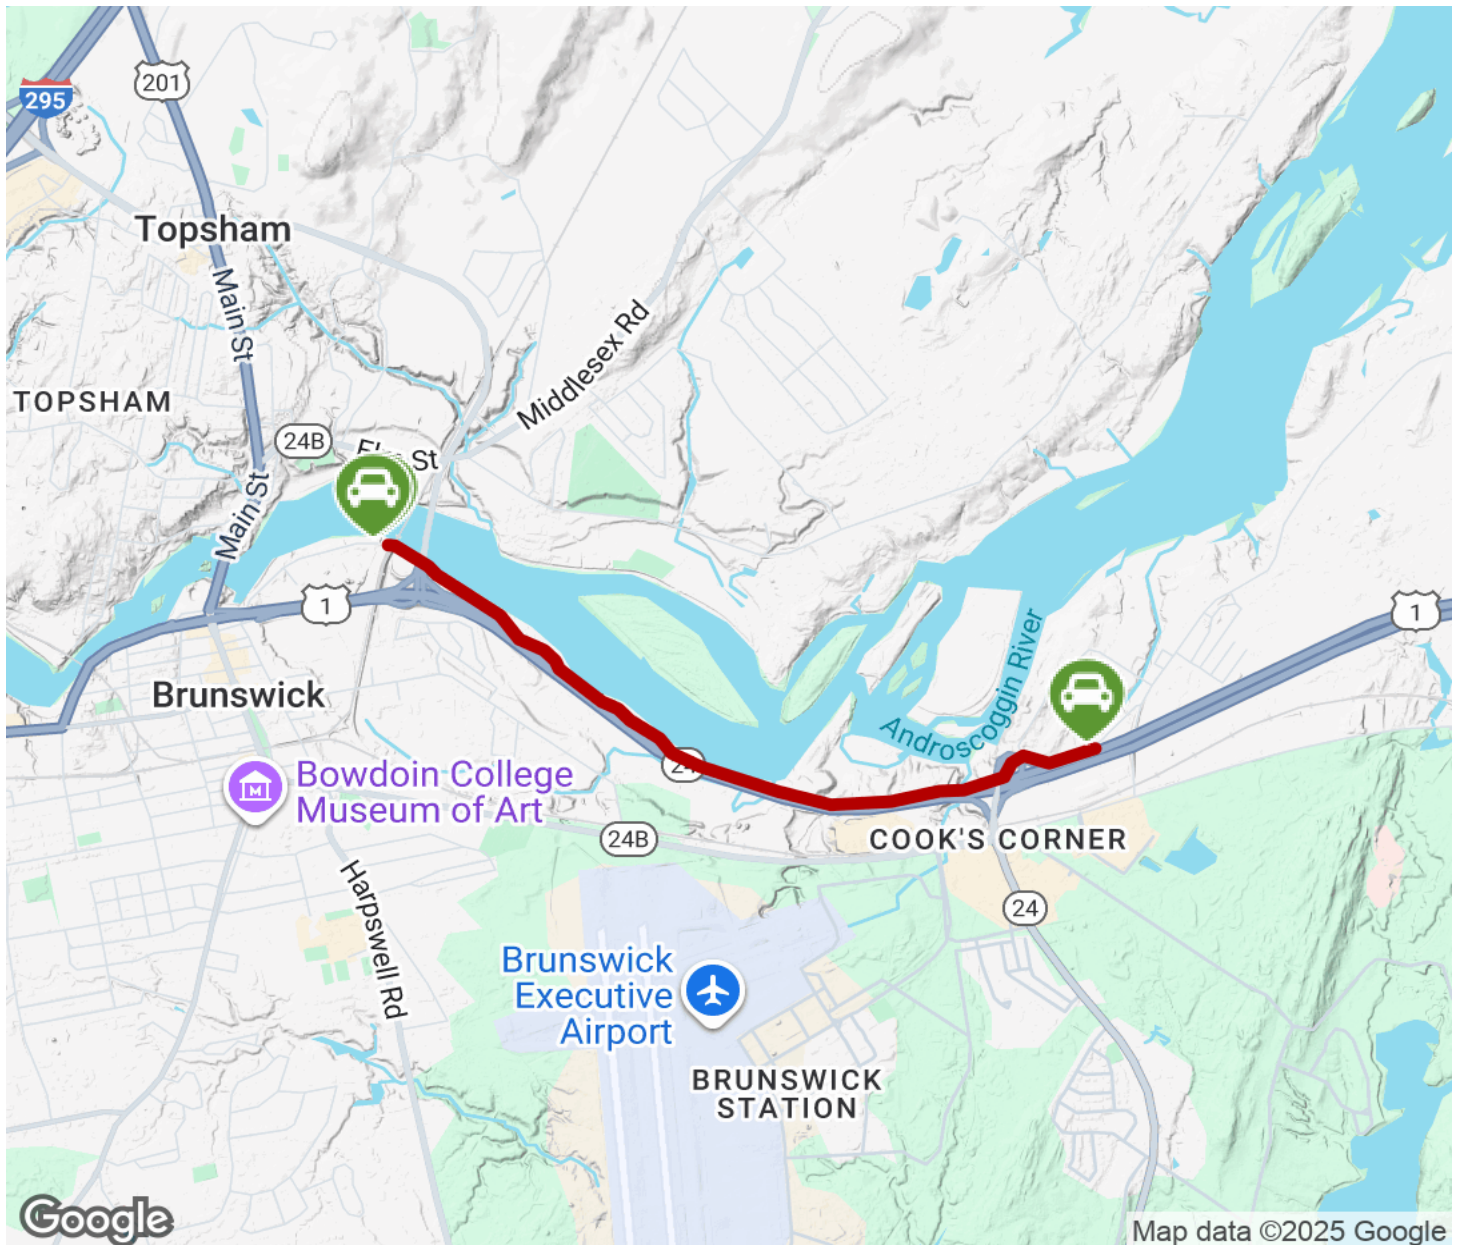 201
295
Topsham
Main St
Middlesex Rd
TOPSHAM
24B
St
Main St
1
1
Androscoggin River
Brunswick
Bowdoin College
Museum of Art
24B
COOK'S CORNER
24
Harpswell Rd
Brunswick
Executive
Airport
BRUNSWICK
STATION
Google
Map data ©2025 Google